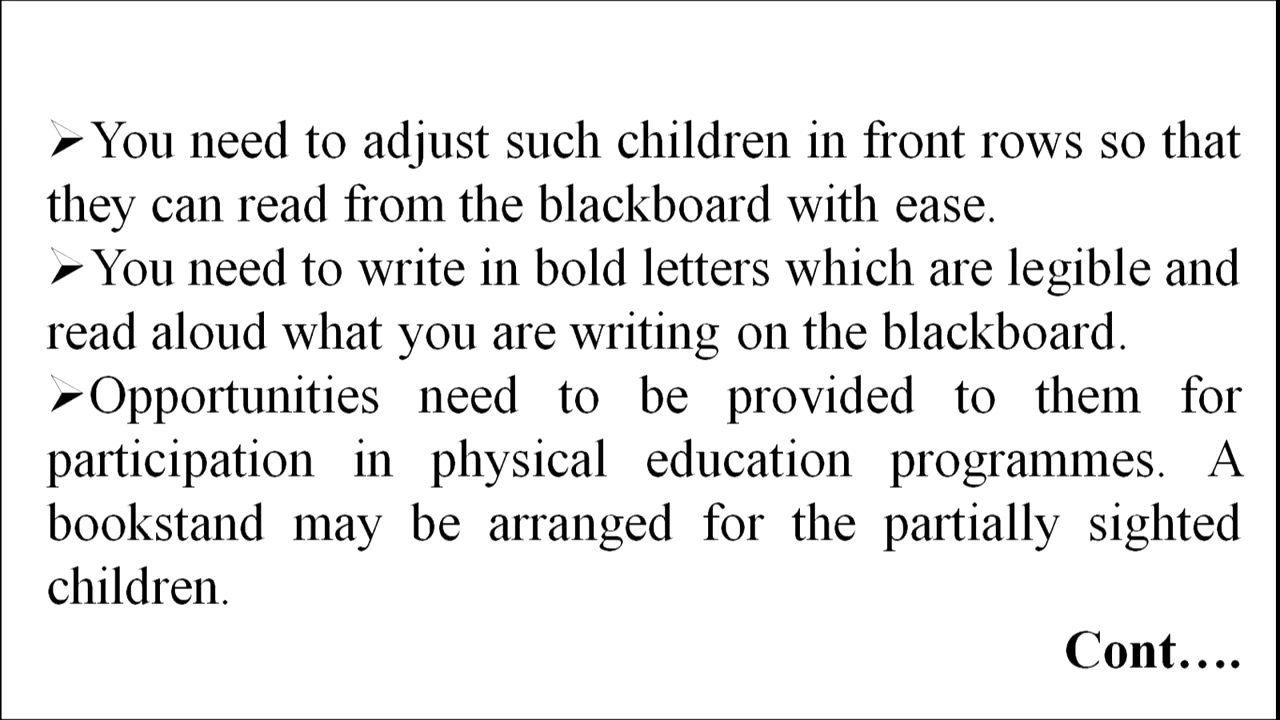 ➢You need to adjust such children in front rows so that
they can read from the blackboard with ease.
➢You need to write in bold letters which are legible and
read aloud what you are writing on the blackboard.
➢Opportunities need to be provided to them for
participation in physical education programmes. A
bookstand may be arranged for the partially sighted
children.
Cont....